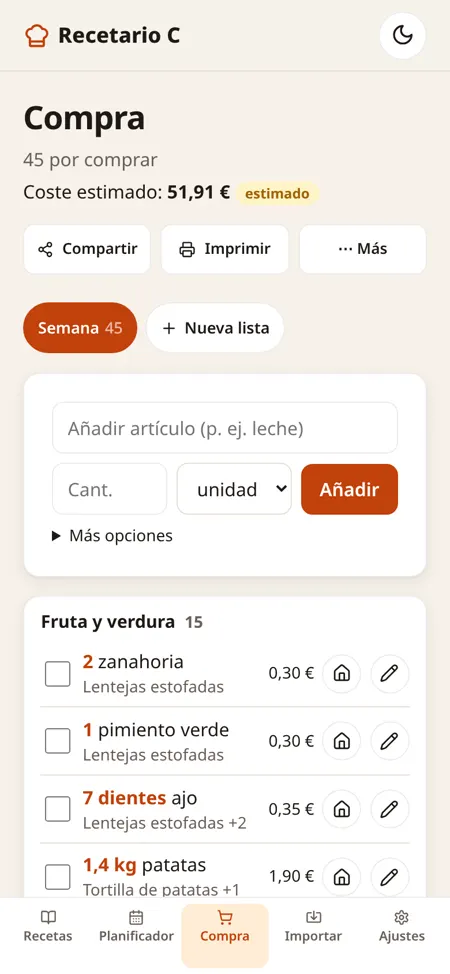 Recetario C
Compra
45 por comprar
Coste estimado: 51,91 € estimado
Compartir
Imprimir
··· Más
Semana 45
+ Nueva lista
Añadir artículo (p. ej. leche)
Cant.
unidad
Añadir
Más opciones
Fruta y verdura 15
2 zanahoria
0,30 €
Lentejas estofadas
1 pimiento verde
0,30 €
Lentejas estofadas
7 dientes ajo
0,35 €
Lentejas estofadas +2
1,4 kg patatas
1,90 €
Tortilla de patatas +1
Recetas
Planificador
Compra
Importar
Ajustes